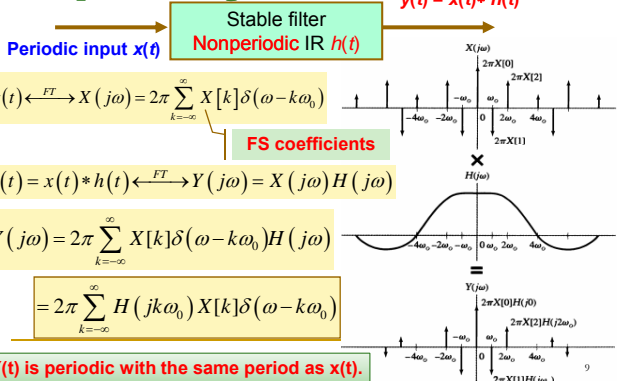 y(t) = x(t)* h(t)
Stable filter
Nonperiodic IR h(t)
Periodic input x(t)
(t) ←FT→ X(jω) = 2π ∑_{k=-∞}^{∞} X[k]δ(ω-kω₀)
FS coefficients
(t) = x(t)*h(t) ←FT→ Y(jω) = X(jω)H(jω)
(jω) = 2π ∑_{k=-∞}^{∞} X[k]δ(ω-kω₀)H(jω)
= 2π ∑_{k=-∞}^{∞} H(jkω₀)X[k]δ(ω-kω₀)
(t) is periodic with the same period as x(t).
X(jω)
2πX[0]
2πX[2]
-ω₀ ω₀
-4ω₀ -2ω₀ 0 2ω₀ 4ω₀
2πX[1]
×
H(jω)
-4ω₀ -2ω₀ -ω₀ 0 ω₀ 2ω₀ 4ω₀
=
Y(jω)
2πX[0]H(j0)
2πX[2]H(j2ω₀)
-ω₀ ω₀
-4ω₀ -2ω₀ 0 2ω₀ 4ω₀
2πX[1]H(jω₀)
9